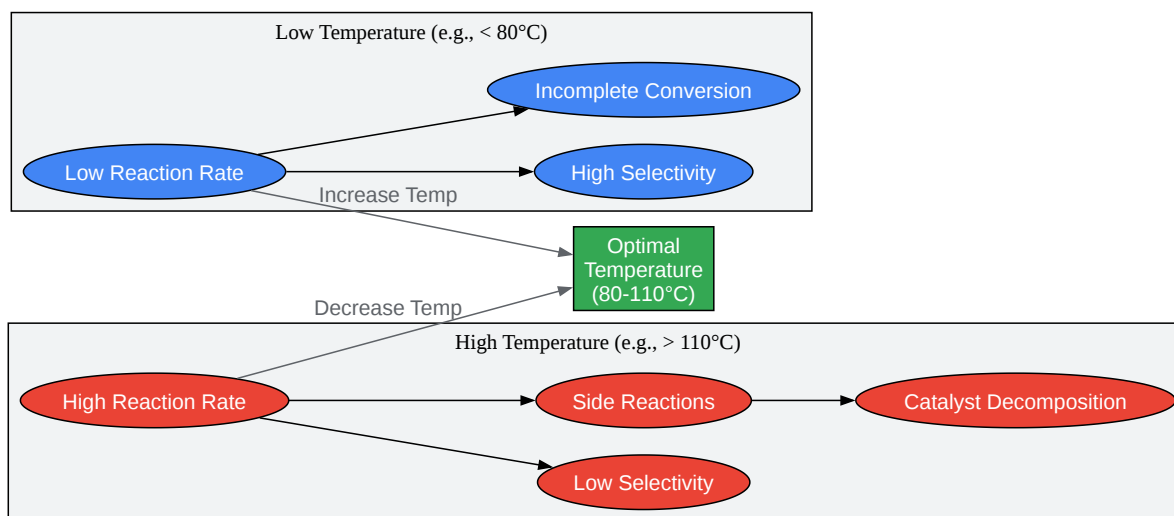 Low Temperature (e.g., < 80°C)
Incomplete Conversion
Low Reaction Rate
High Selectivity
Increase Temp
Optimal
Temperature
(80-110°C)
Decrease Temp
High Temperature (e.g., > 110°C)
High Reaction Rate
Side Reactions
Catalyst Decomposition
Low Selectivity